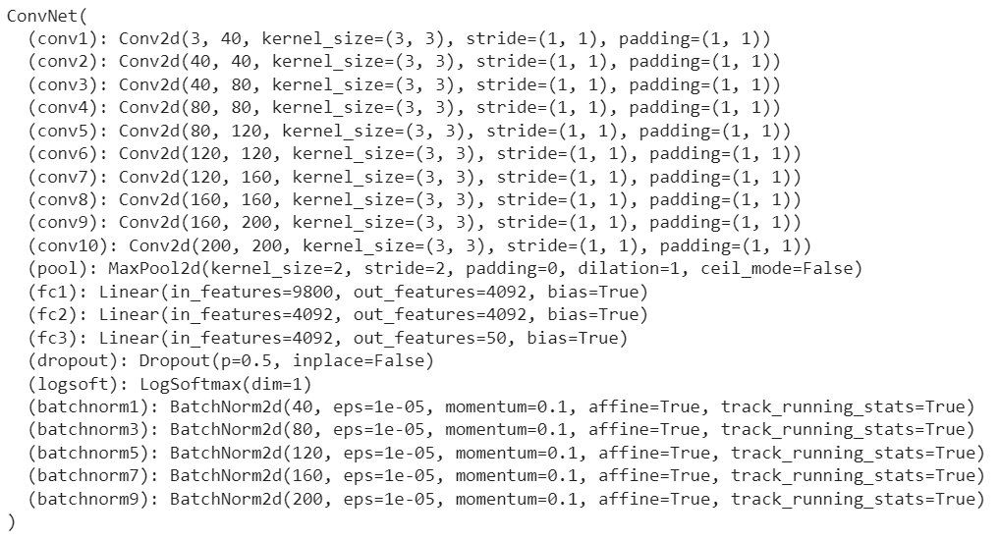 ConvNet(
  (conv1): Conv2d(3, 40, kernel_size=(3, 3), stride=(1, 1), padding=(1, 1))
  (conv2): Conv2d(40, 40, kernel_size=(3, 3), stride=(1, 1), padding=(1, 1))
  (conv3): Conv2d(40, 80, kernel_size=(3, 3), stride=(1, 1), padding=(1, 1))
  (conv4): Conv2d(80, 80, kernel_size=(3, 3), stride=(1, 1), padding=(1, 1))
  (conv5): Conv2d(80, 120, kernel_size=(3, 3), stride=(1, 1), padding=(1, 1))
  (conv6): Conv2d(120, 120, kernel_size=(3, 3), stride=(1, 1), padding=(1, 1))
  (conv7): Conv2d(120, 160, kernel_size=(3, 3), stride=(1, 1), padding=(1, 1))
  (conv8): Conv2d(160, 160, kernel_size=(3, 3), stride=(1, 1), padding=(1, 1))
  (conv9): Conv2d(160, 200, kernel_size=(3, 3), stride=(1, 1), padding=(1, 1))
  (conv10): Conv2d(200, 200, kernel_size=(3, 3), stride=(1, 1), padding=(1, 1))
  (pool): MaxPool2d(kernel_size=2, stride=2, padding=0, dilation=1, ceil_mode=False)
  (fc1): Linear(in_features=9800, out_features=4092, bias=True)
  (fc2): Linear(in_features=4092, out_features=4092, bias=True)
  (fc3): Linear(in_features=4092, out_features=50, bias=True)
  (dropout): Dropout(p=0.5, inplace=False)
  (logsoft): LogSoftmax(dim=1)
  (batchnorm1): BatchNorm2d(40, eps=1e-05, momentum=0.1, affine=True, track_running_stats=True)
  (batchnorm3): BatchNorm2d(80, eps=1e-05, momentum=0.1, affine=True, track_running_stats=True)
  (batchnorm5): BatchNorm2d(120, eps=1e-05, momentum=0.1, affine=True, track_running_stats=True)
  (batchnorm7): BatchNorm2d(160, eps=1e-05, momentum=0.1, affine=True, track_running_stats=True)
  (batchnorm9): BatchNorm2d(200, eps=1e-05, momentum=0.1, affine=True, track_running_stats=True)
)